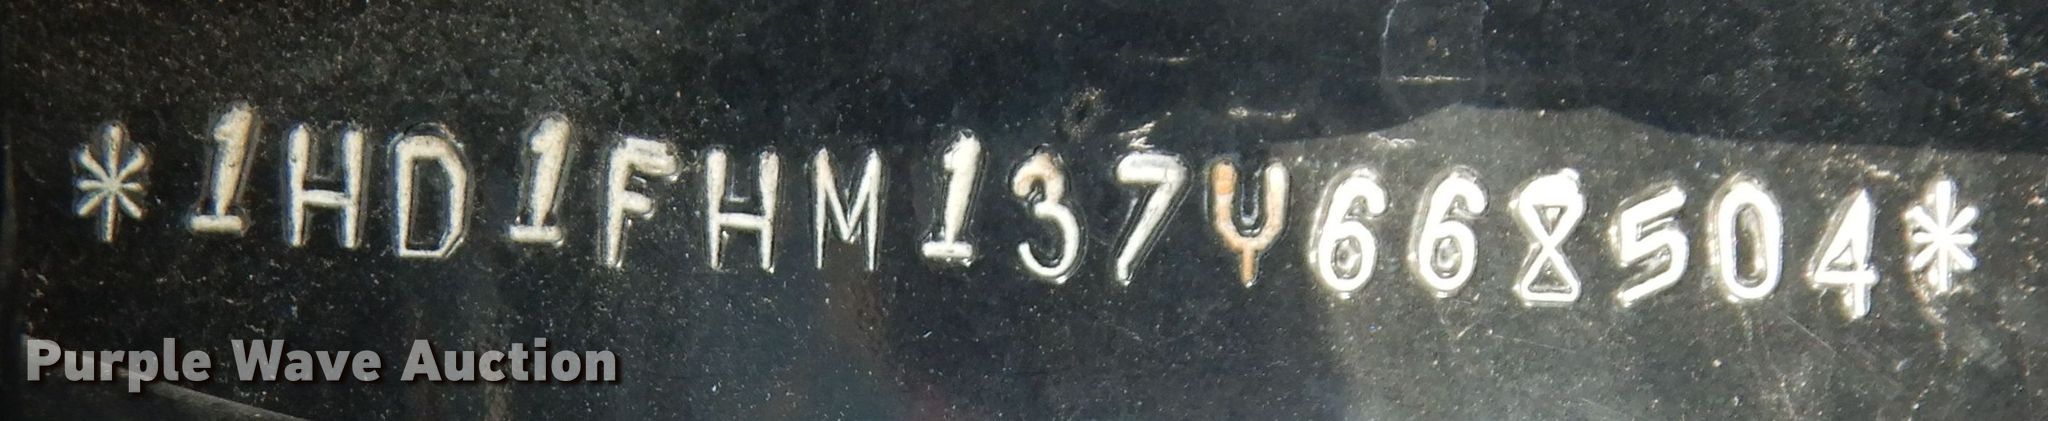 *1HD1FHM137Y668504*
Purple Wave Auction